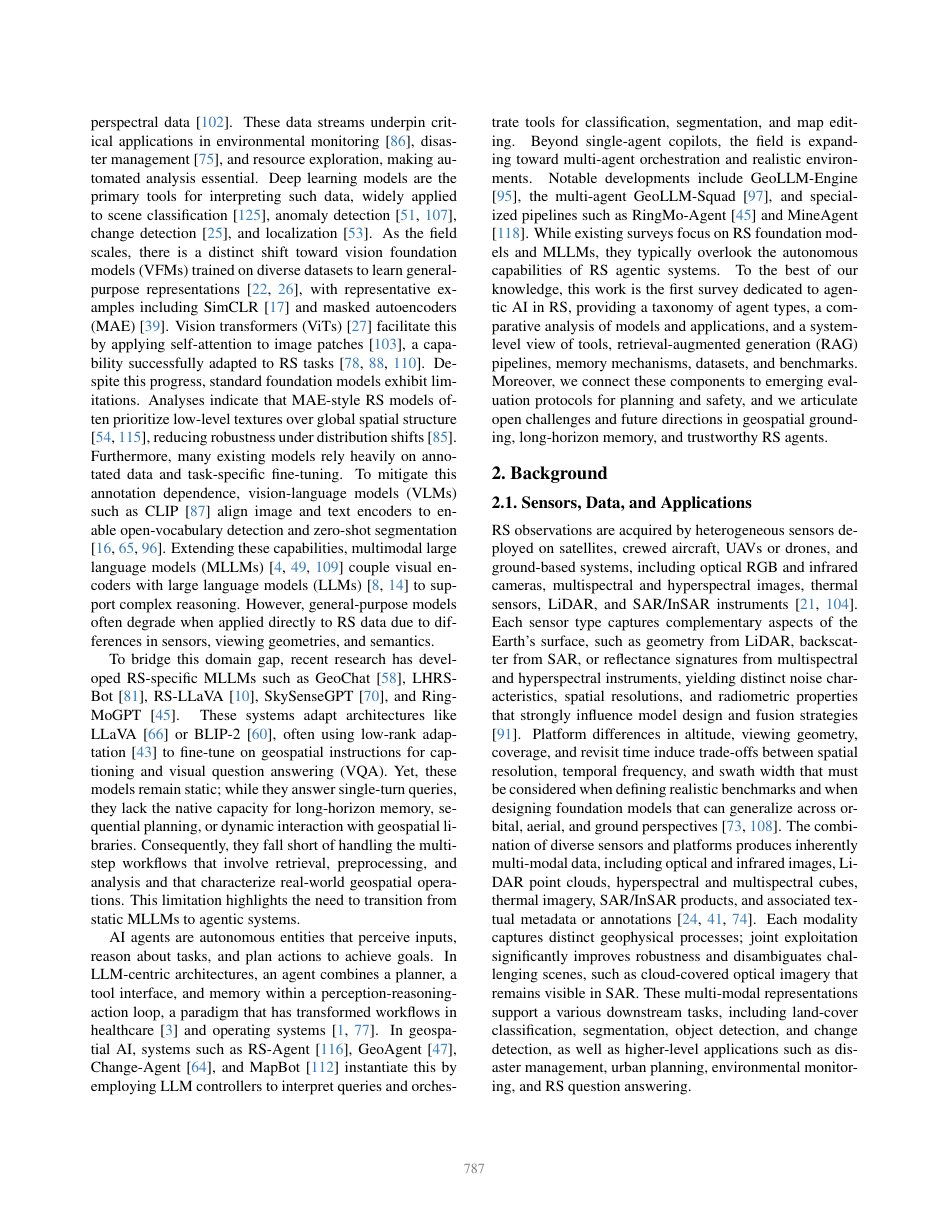 perspectral data [102]. These data streams underpin crit-
ical applications in environmental monitoring [86], disas-
ter management [75], and resource exploration, making au-
tomated analysis essential. Deep learning models are the
primary tools for interpreting such data, widely applied
to scene classification [125], anomaly detection [51, 107],
change detection [25], and localization [53]. As the field
scales, there is a distinct shift toward vision foundation
models (VFMs) trained on diverse datasets to learn general-
purpose representations [22, 26], with representative ex-
amples including SimCLR [17] and masked autoencoders
(MAE) [39]. Vision transformers (ViTs) [27] facilitate this
by applying self-attention to image patches [103], a capa-
bility successfully adapted to RS tasks [78, 88, 110]. De-
spite this progress, standard foundation models exhibit lim-
itations. Analyses indicate that MAE-style RS models of-
ten prioritize low-level textures over global spatial structure
[54, 115], reducing robustness under distribution shifts [85].
Furthermore, many existing models rely heavily on anno-
tated data and task-specific fine-tuning. To mitigate this
annotation dependence, vision-language models (VLMs)
such as CLIP [87] align image and text encoders to en-
able open-vocabulary detection and zero-shot segmentation
[16, 65, 96]. Extending these capabilities, multimodal large
language models (MLLMs) [4, 49, 109] couple visual en-
coders with large language models (LLMs) [8, 14] to sup-
port complex reasoning. However, general-purpose models
often degrade when applied directly to RS data due to dif-
ferences in sensors, viewing geometries, and semantics.
To bridge this domain gap, recent research has devel-
oped RS-specific MLLMs such as GeoChat [58], LHRS-
Bot [81], RS-LLaVA [10], SkySenseGPT [70], and Ring-
MoGPT [45]. These systems adapt architectures like
LLaVA [66] or BLIP-2 [60], often using low-rank adap-
tation [43] to fine-tune on geospatial instructions for cap-
tioning and visual question answering (VQA). Yet, these
models remain static; while they answer single-turn queries,
they lack the native capacity for long-horizon memory, se-
quential planning, or dynamic interaction with geospatial li-
braries. Consequently, they fall short of handling the multi-
step workflows that involve retrieval, preprocessing, and
analysis and that characterize real-world geospatial opera-
tions. This limitation highlights the need to transition from
static MLLMs to agentic systems.
AI agents are autonomous entities that perceive inputs,
reason about tasks, and plan actions to achieve goals. In
LLM-centric architectures, an agent combines a planner, a
tool interface, and memory within a perception-reasoning-
action loop, a paradigm that has transformed workflows in
healthcare [3] and operating systems [1, 77]. In geospa-
tial AI, systems such as RS-Agent [116], GeoAgent [47],
Change-Agent [64], and MapBot [112] instantiate this by
employing LLM controllers to interpret queries and orches-
trate tools for classification, segmentation, and map edit-
ing. Beyond single-agent copilots, the field is expand-
ing toward multi-agent orchestration and realistic environ-
ments. Notable developments include GeoLLM-Engine
[95], the multi-agent GeoLLM-Squad [97], and special-
ized pipelines such as RingMo-Agent [45] and MineAgent
[118]. While existing surveys focus on RS foundation mod-
els and MLLMs, they typically overlook the autonomous
capabilities of RS agentic systems. To the best of our
knowledge, this work is the first survey dedicated to agen-
tic AI in RS, providing a taxonomy of agent types, a com-
parative analysis of models and applications, and a system-
level view of tools, retrieval-augmented generation (RAG)
pipelines, memory mechanisms, datasets, and benchmarks.
Moreover, we connect these components to emerging eval-
uation protocols for planning and safety, and we articulate
open challenges and future directions in geospatial ground-
ing, long-horizon memory, and trustworthy RS agents.
2. Background
2.1. Sensors, Data, and Applications
RS observations are acquired by heterogeneous sensors de-
ployed on satellites, crewed aircraft, UAVs or drones, and
ground-based systems, including optical RGB and infrared
cameras, multispectral and hyperspectral images, thermal
sensors, LiDAR, and SAR/InSAR instruments [21, 104].
Each sensor type captures complementary aspects of the
Earth's surface, such as geometry from LiDAR, backscat-
ter from SAR, or reflectance signatures from multispectral
and hyperspectral instruments, yielding distinct noise char-
acteristics, spatial resolutions, and radiometric properties
that strongly influence model design and fusion strategies
[91]. Platform differences in altitude, viewing geometry,
coverage, and revisit time induce trade-offs between spatial
resolution, temporal frequency, and swath width that must
be considered when defining realistic benchmarks and when
designing foundation models that can generalize across or-
bital, aerial, and ground perspectives [73, 108]. The combi-
nation of diverse sensors and platforms produces inherently
multi-modal data, including optical and infrared images, Li-
DAR point clouds, hyperspectral and multispectral cubes,
thermal imagery, SAR/InSAR products, and associated tex-
tual metadata or annotations [24, 41, 74]. Each modality
captures distinct geophysical processes; joint exploitation
significantly improves robustness and disambiguates chal-
lenging scenes, such as cloud-covered optical imagery that
remains visible in SAR. These multi-modal representations
support a various downstream tasks, including land-cover
classification, segmentation, object detection, and change
detection, as well as higher-level applications such as dis-
aster management, urban planning, environmental monitor-
ing, and RS question answering.
787